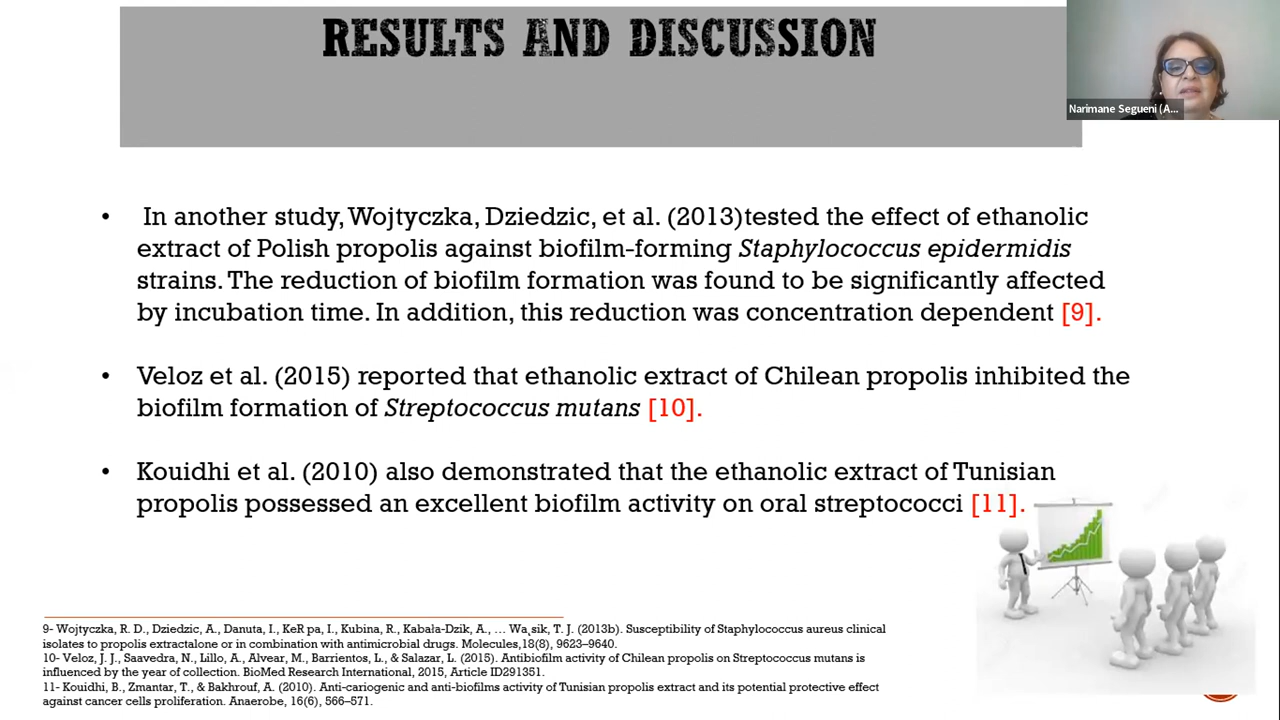 RESULTS AND DISCUSSION
Narimane Segueni (A...
• In another study, Wojtyczka, Dziedzic, et al. (2013)tested the effect of ethanolic
extract of Polish propolis against biofilm-forming Staphylococcus epidermidis
strains. The reduction of biofilm formation was found to be significantly affected
by incubation time. In addition, this reduction was concentration dependent [9].
• Veloz et al. (2015) reported that ethanolic extract of Chilean propolis inhibited the
biofilm formation of Streptococcus mutans [10].
• Kouidhi et al. (2010) also demonstrated that the ethanolic extract of Tunisian
propolis possessed an excellent biofilm activity on oral streptococci [11].
9- Wojtyczka, R. D., Dziedzic, A., Danuta, I., KeR pa, I., Kubina, R., Kabała-Dzik, A., … Wa˛sik, T. J. (2013b). Susceptibility of Staphylococcus aureus clinical
isolates to propolis extractalone or in combination with antimicrobial drugs. Molecules,18(8), 9623–9640.
10- Veloz, J. J., Saavedra, N., Lillo, A., Alvear, M., Barrientos, L., & Salazar, L. (2015). Antibiofilm activity of Chilean propolis on Streptococcus mutans is
influenced by the year of collection. BioMed Research International, 2015, Article ID291351.
11- Kouidhi, B., Zmantar, T., & Bakhrouf, A. (2010). Anti-cariogenic and anti-biofilms activity of Tunisian propolis extract and its potential protective effect
against cancer cells proliferation. Anaerobe, 16(6), 566–571.